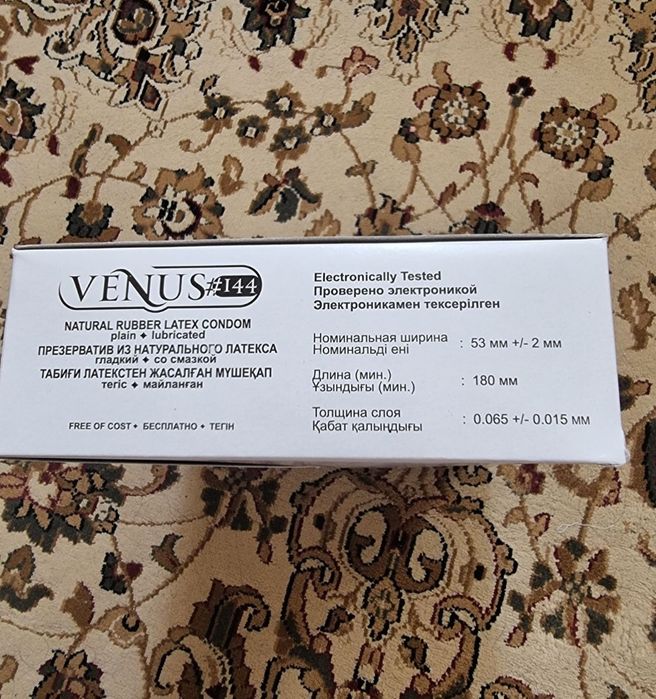 VENUS #144
NATURAL RUBBER LATEX CONDOM
plain ✦ lubricated
ПРЕЗЕРВАТИВ ИЗ НАТУРАЛЬНОГО ЛАТЕКСА
гладкий ✦ со смазкой
ТАБИҒИ ЛАТЕКСТЕН ЖАСАЛҒАН МҮШЕҚАП
тегіс ✦ майланған
FREE OF COST ✦ БЕСПЛАТНО ✦ ТЕГІН
Electronically Tested
Проверено электроникой
Электроникамен тексерілген
Номинальная ширина
Номинальді ені : 53 мм +/- 2 мм
Длина (мин.)
Ұзындығы (мин.) : 180 мм
Толщина слоя
Қабат қалыңдығы : 0.065 +/- 0.015 мм